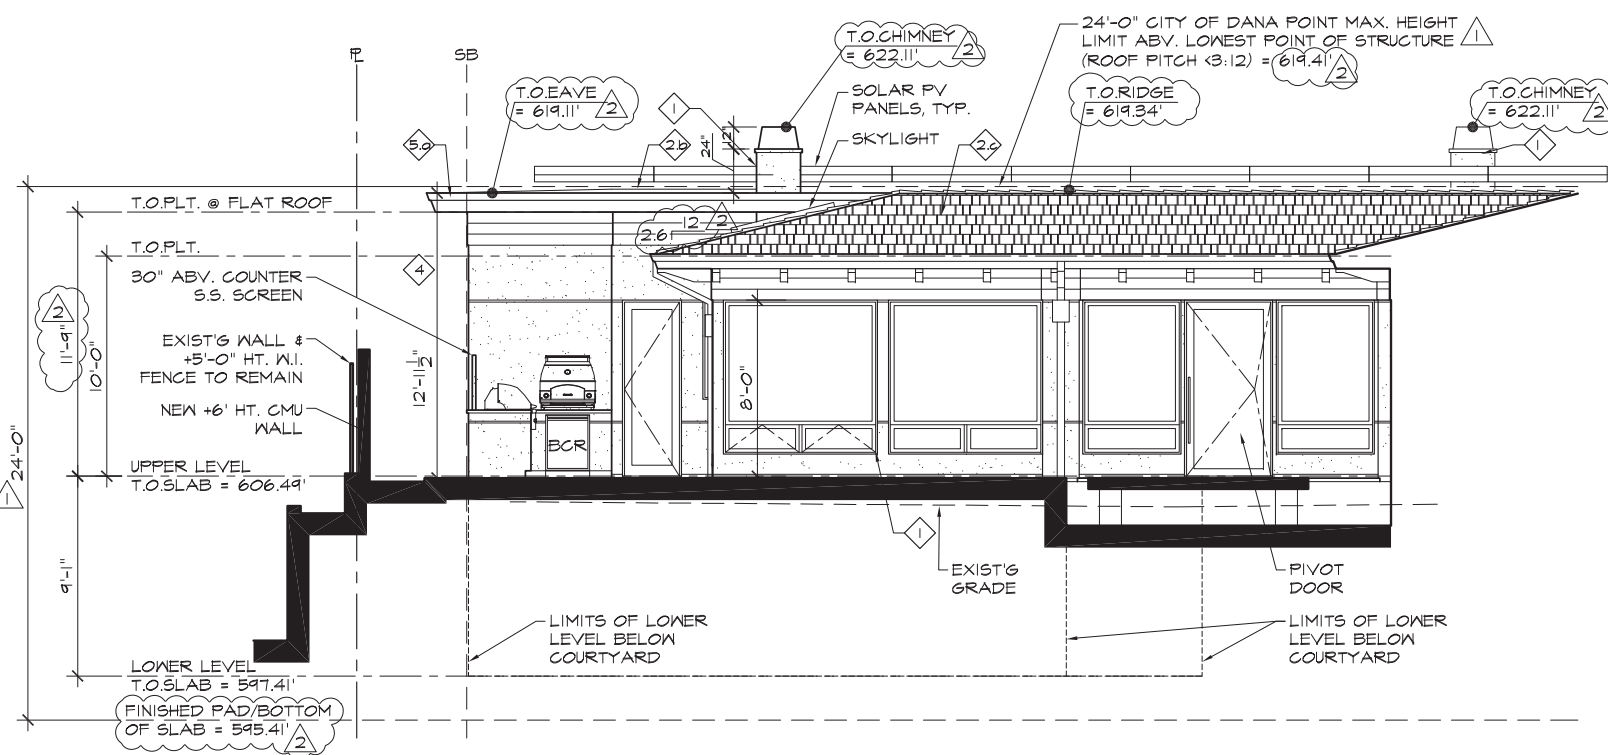 24'-0" CITY OF DANA POINT MAX. HEIGHT
LIMIT ABV. LOWEST POINT OF STRUCTURE 1
(ROOF PITCH <3:12) = 619.41' 2
PL
SB
T.O.CHIMNEY
= 622.11' 2
T.O.EAVE
= 619.11' 2
SOLAR PV
PANELS, TYP.
SKYLIGHT
T.O.RIDGE
= 619.34'
T.O.CHIMNEY
= 622.11' 2
1
12"
24"
5.a
2.b
2.c
1
T.O.PLT. @ FLAT ROOF
12 2
2.6
T.O.PLT.
30" ABV. COUNTER
S.S. SCREEN
4
2
11'-9"
10'-0"
EXIST'G WALL &
+5'-0" HT. W.I.
FENCE TO REMAIN
NEW +6' HT. CMU
WALL
12'-11 1/2"
8'-0"
BCR
24'-0"
1
UPPER LEVEL
T.O.SLAB = 606.49'
9'-1"
1
EXIST'G
GRADE
PIVOT
DOOR
LIMITS OF LOWER
LEVEL BELOW
COURTYARD
LIMITS OF LOWER
LEVEL BELOW
COURTYARD
LOWER LEVEL
T.O.SLAB = 597.41'
FINISHED PAD/BOTTOM
OF SLAB = 595.41' 2